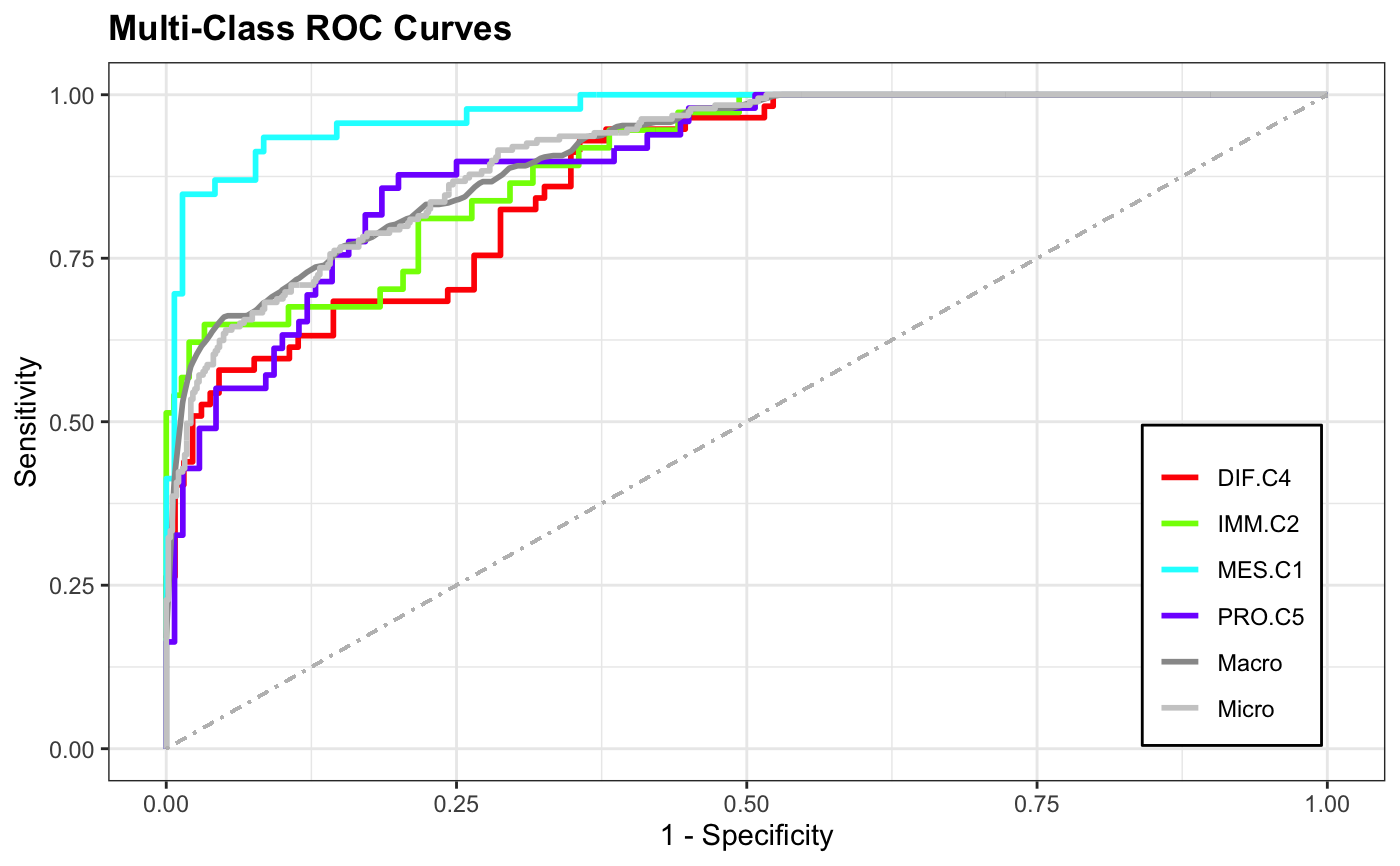 Multi-Class ROC Curves
Sensitivity
1.00
0.75
0.50
0.25
0.00
0.00 0.25 0.50 0.75 1.00
1 - Specificity
DIF.C4
IMM.C2
MES.C1
PRO.C5
Macro
Micro